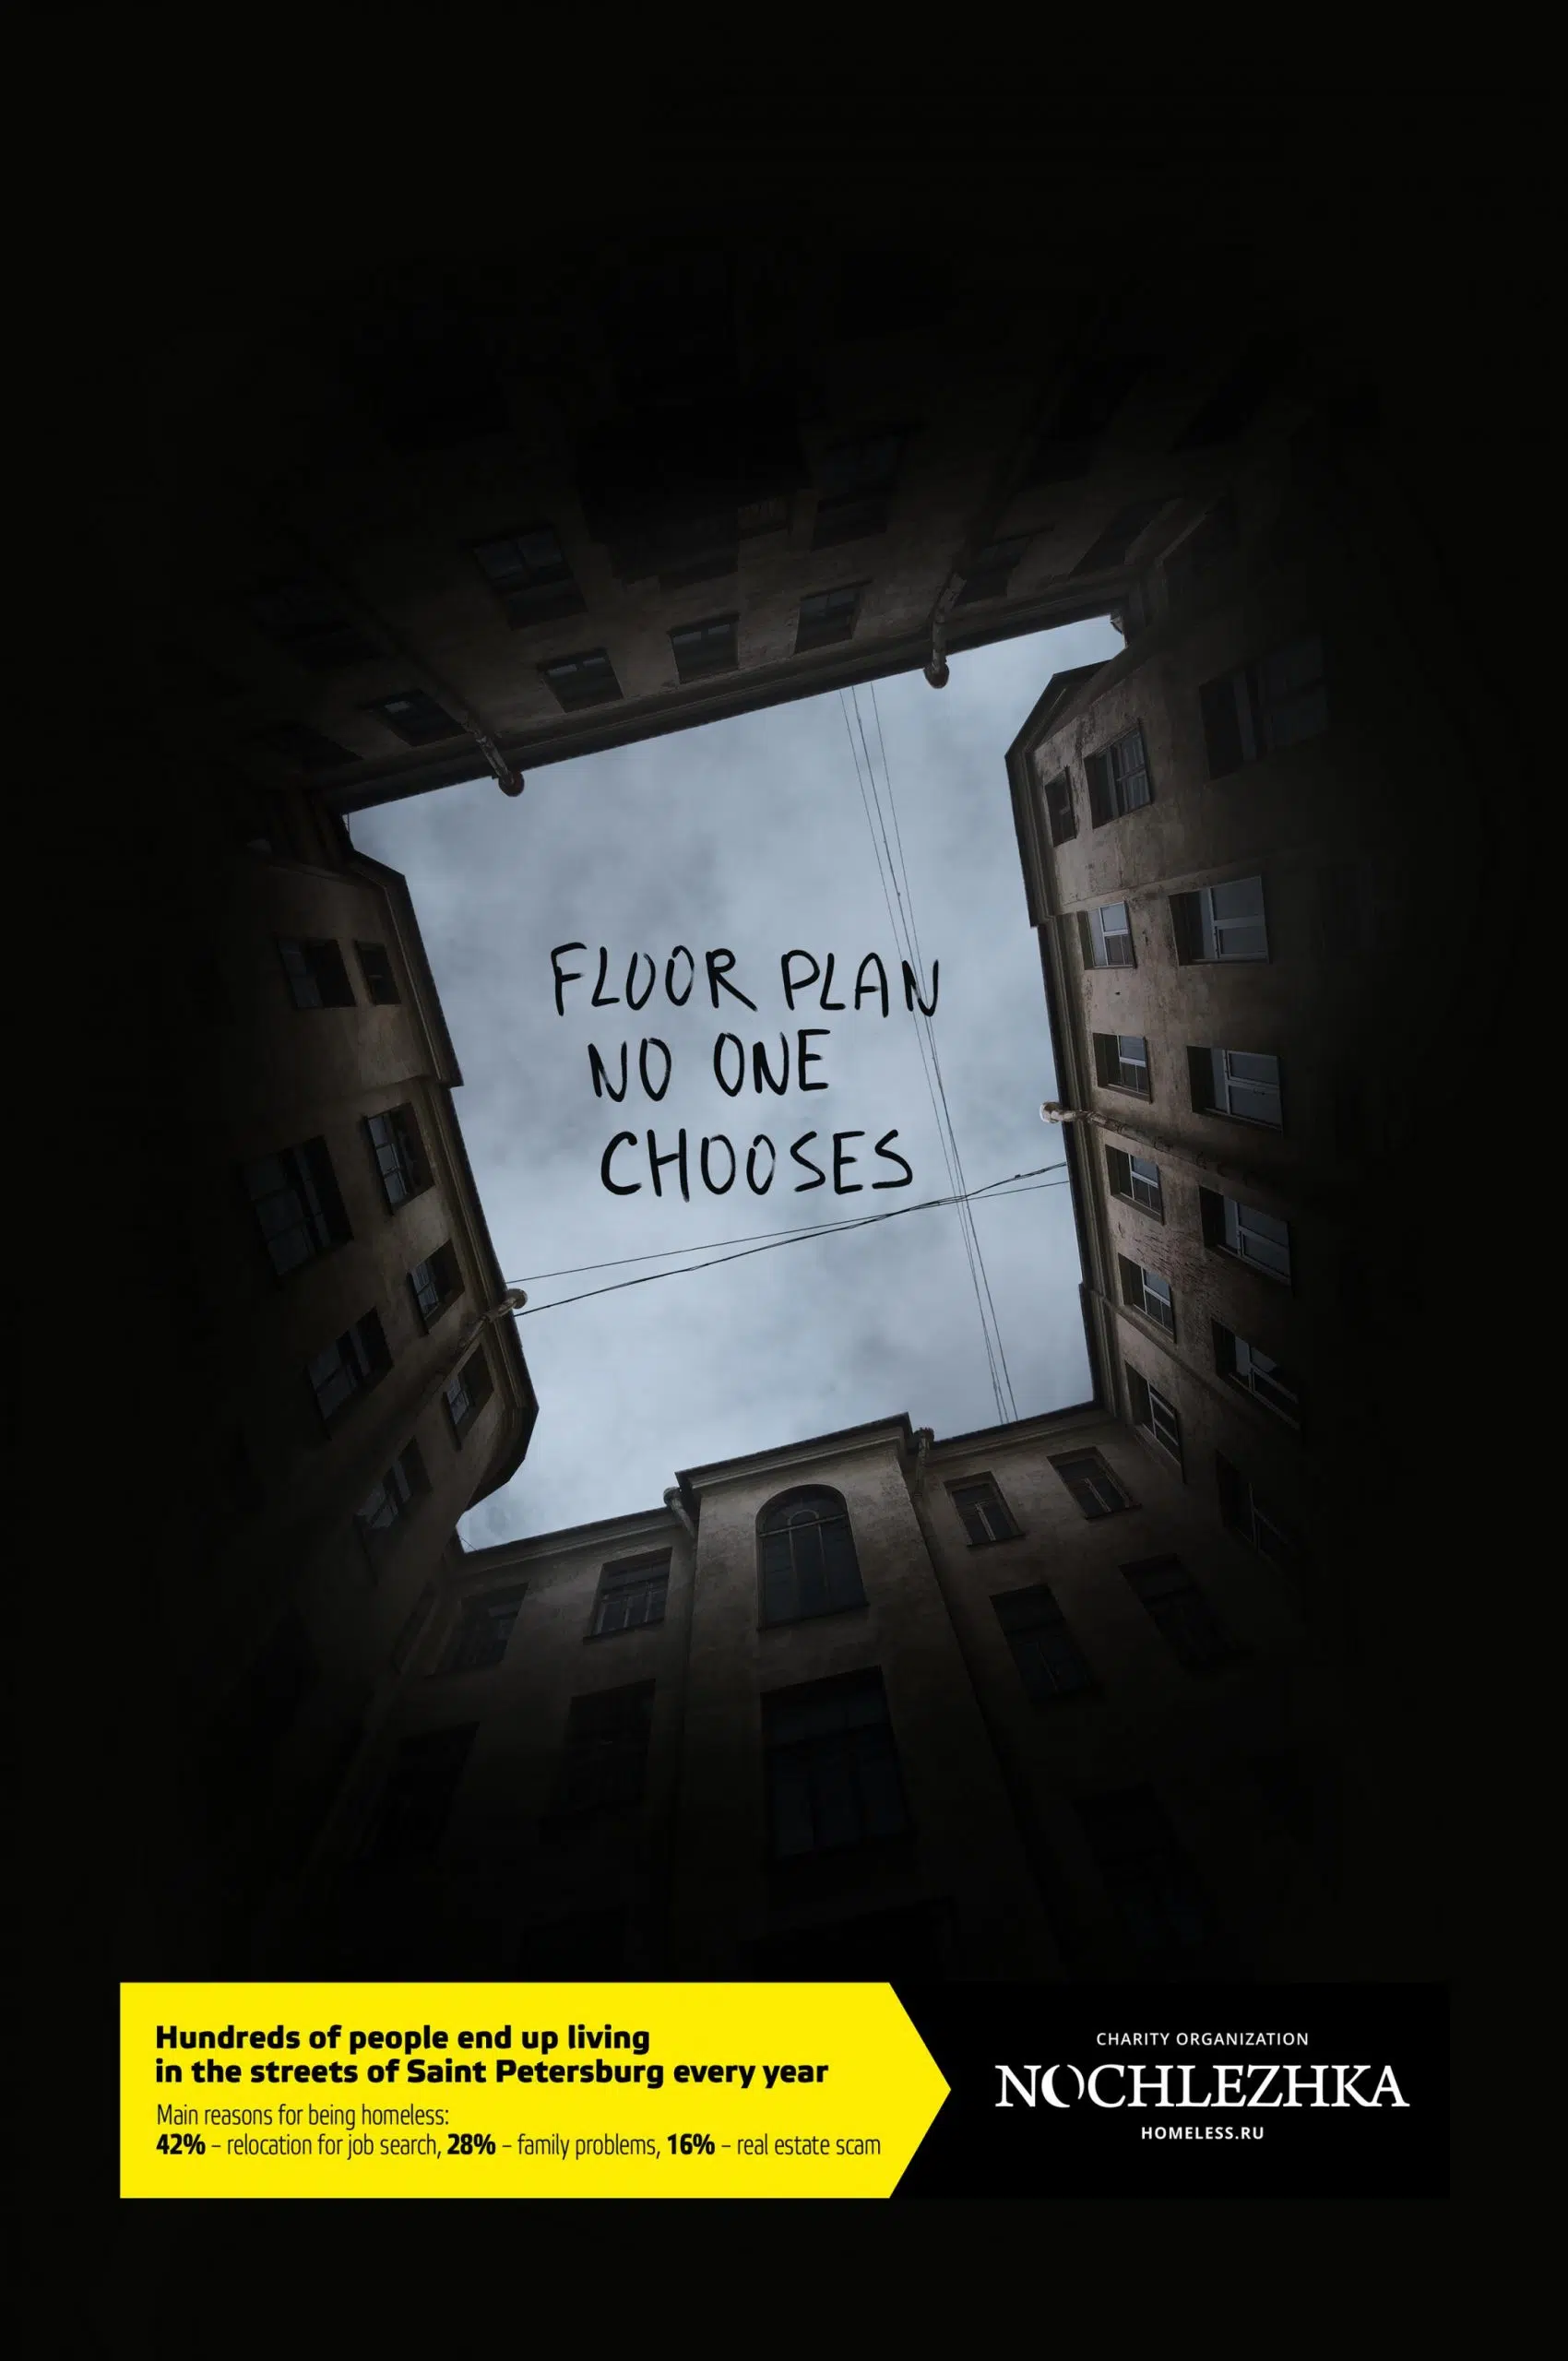 FLOOR PLAN
NO ONE
CHOOSES
Hundreds of people end up living
in the streets of Saint Petersburg every year
Main reasons for being homeless:
42% – relocation for job search, 28% – family problems, 16% – real estate scam
CHARITY ORGANIZATION
NOCHLEZHKA
HOMELESS.RU